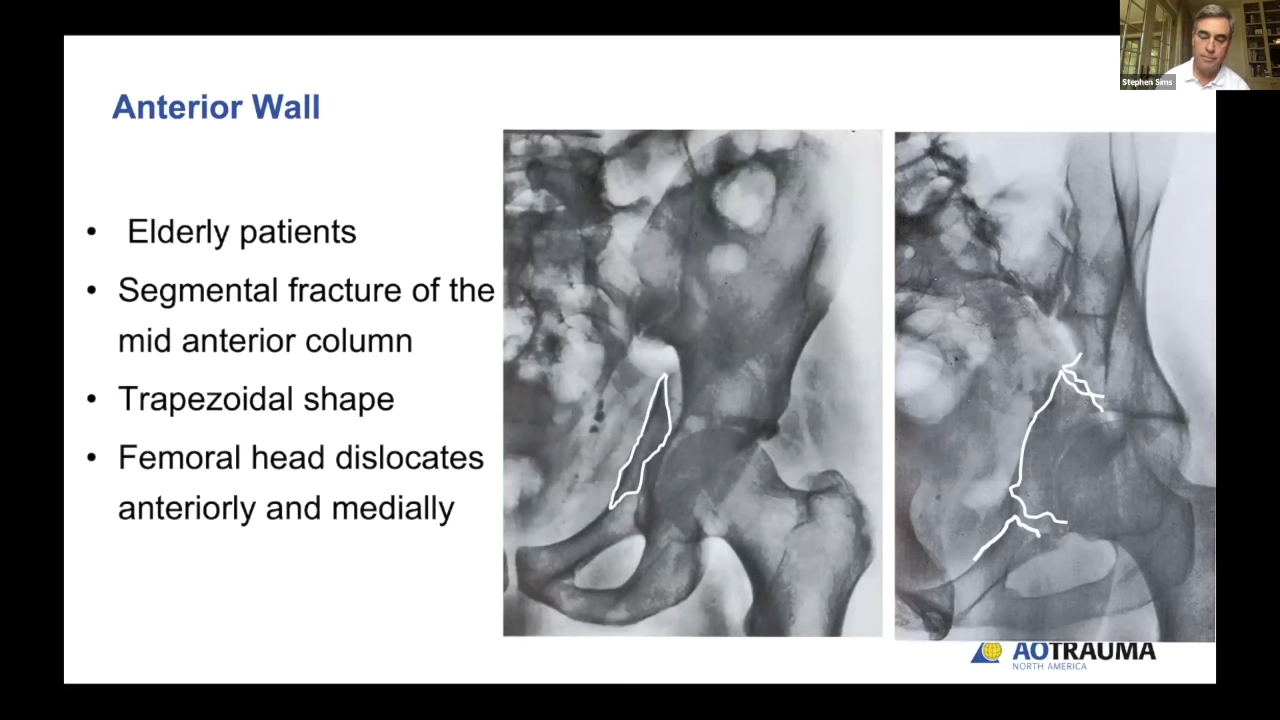 Stephen Sims
Anterior Wall
• Elderly patients
• Segmental fracture of the
mid anterior column
• Trapezoidal shape
• Femoral head dislocates
anteriorly and medially
AOTRAUMA
NORTH AMERICA